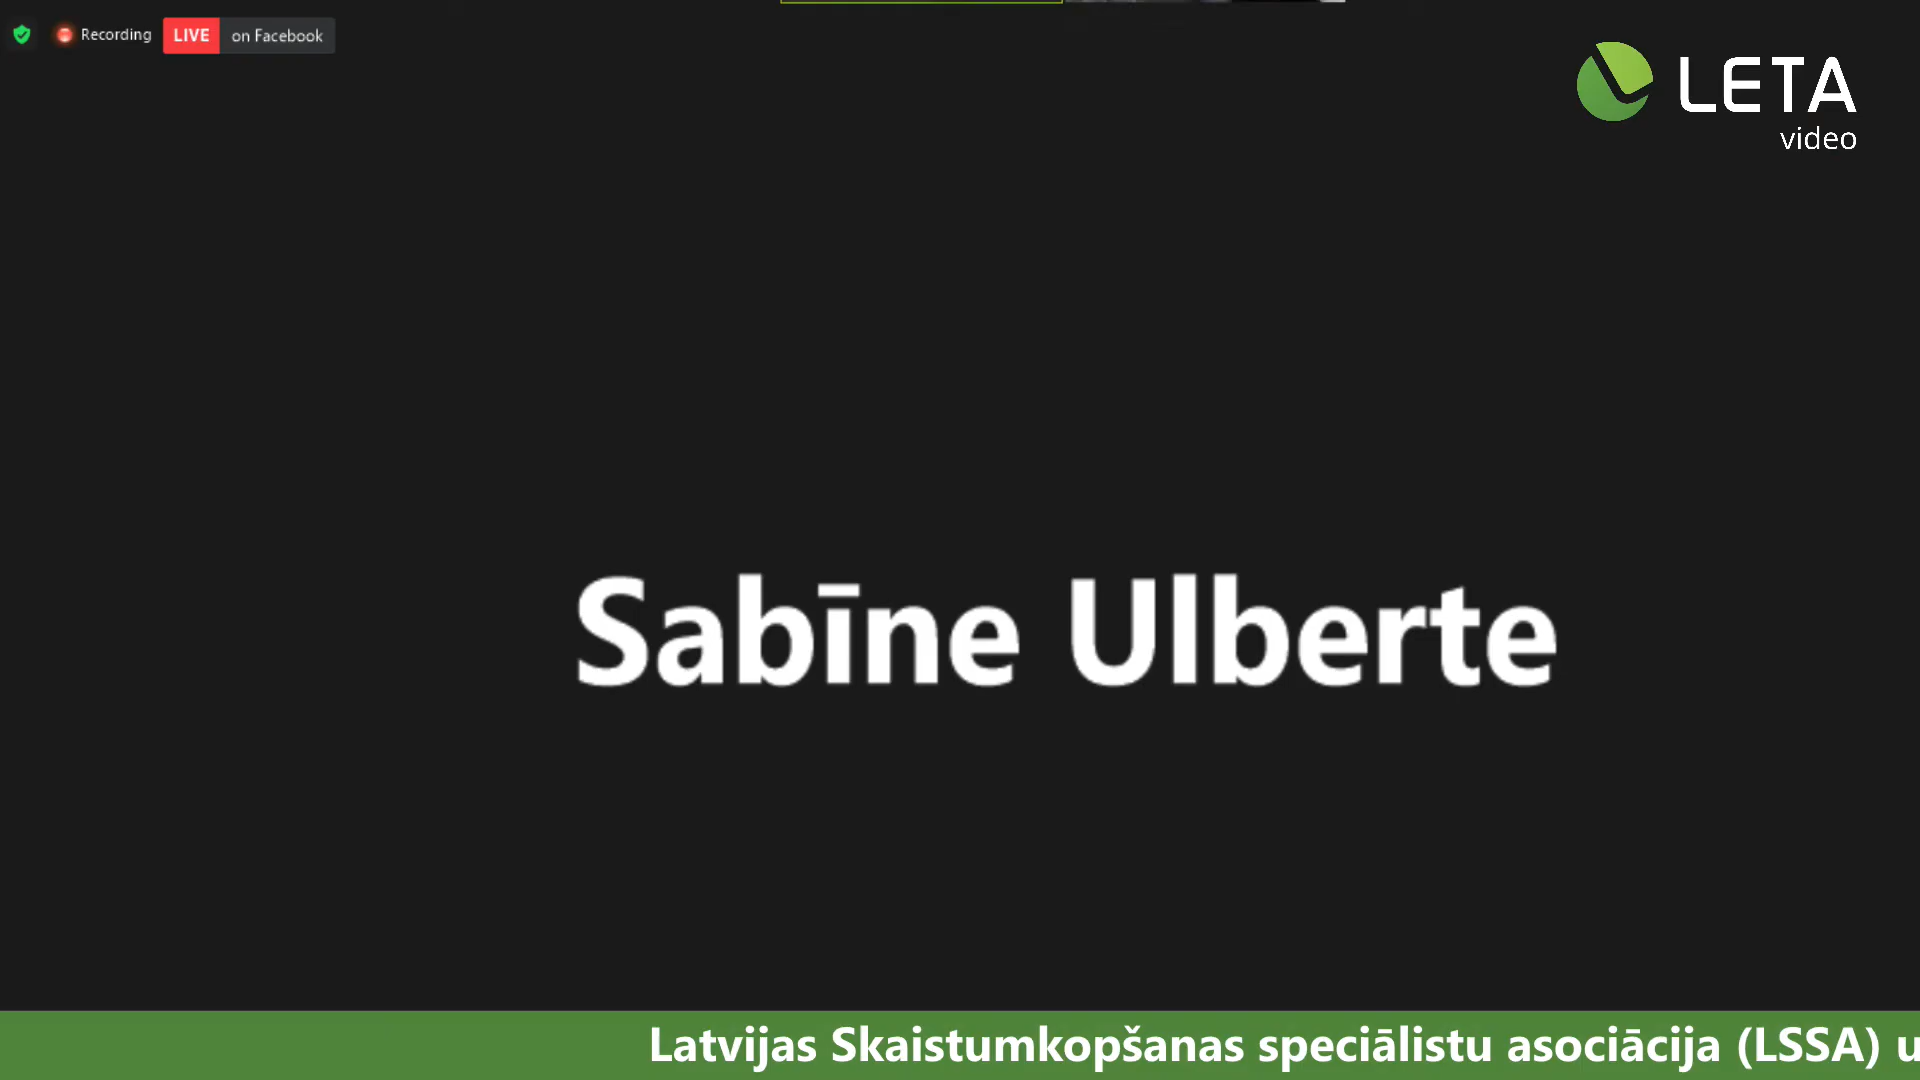 Recording LIVE on Facebook
LETA
video
Sabīne Ulberte
Latvijas Skaistumkopšanas speciālistu asociācija (LSSA) u